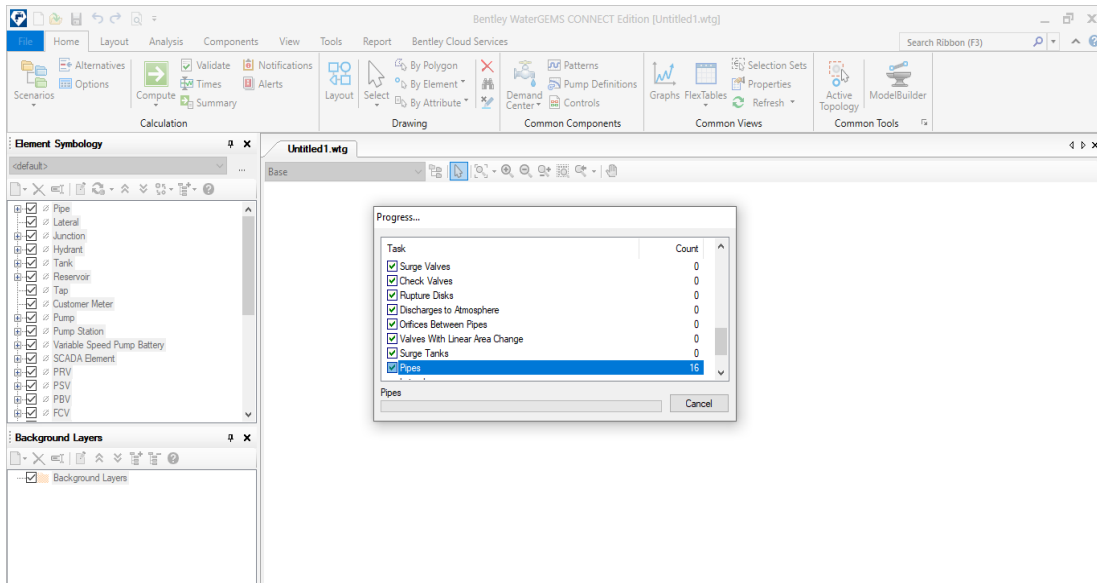 Bentley WaterGEMS CONNECT Edition [Untitled1.wtg]
File Home Layout Analysis Components View Tools Report Bentley Cloud Services Search Ribbon (F3)
Scenarios
Alternatives
Options
Compute
Validate
Times
Summary
Notifications
Alerts
Calculation
Layout
Select
By Polygon
By Element
By Attribute
Drawing
Demand Center
Patterns
Pump Definitions
Controls
Common Components
Graphs
FlexTables
Selection Sets
Properties
Refresh
Common Views
Active Topology
ModelBuilder
Common Tools
Element Symbology
<default>
...
Pipe
Lateral
Junction
Hydrant
Tank
Reservoir
Tap
Customer Meter
Pump
Pump Station
Variable Speed Pump Battery
SCADA Element
PRV
PSV
PBV
FCV
Background Layers
Background Layers
Untitled1.wtg
Base
Progress...
Task Count
Surge Valves 0
Check Valves 0
Rupture Disks 0
Discharges to Atmosphere 0
Orifices Between Pipes 0
Valves With Linear Area Change 0
Surge Tanks 0
Pipes 16
Pipes
Cancel